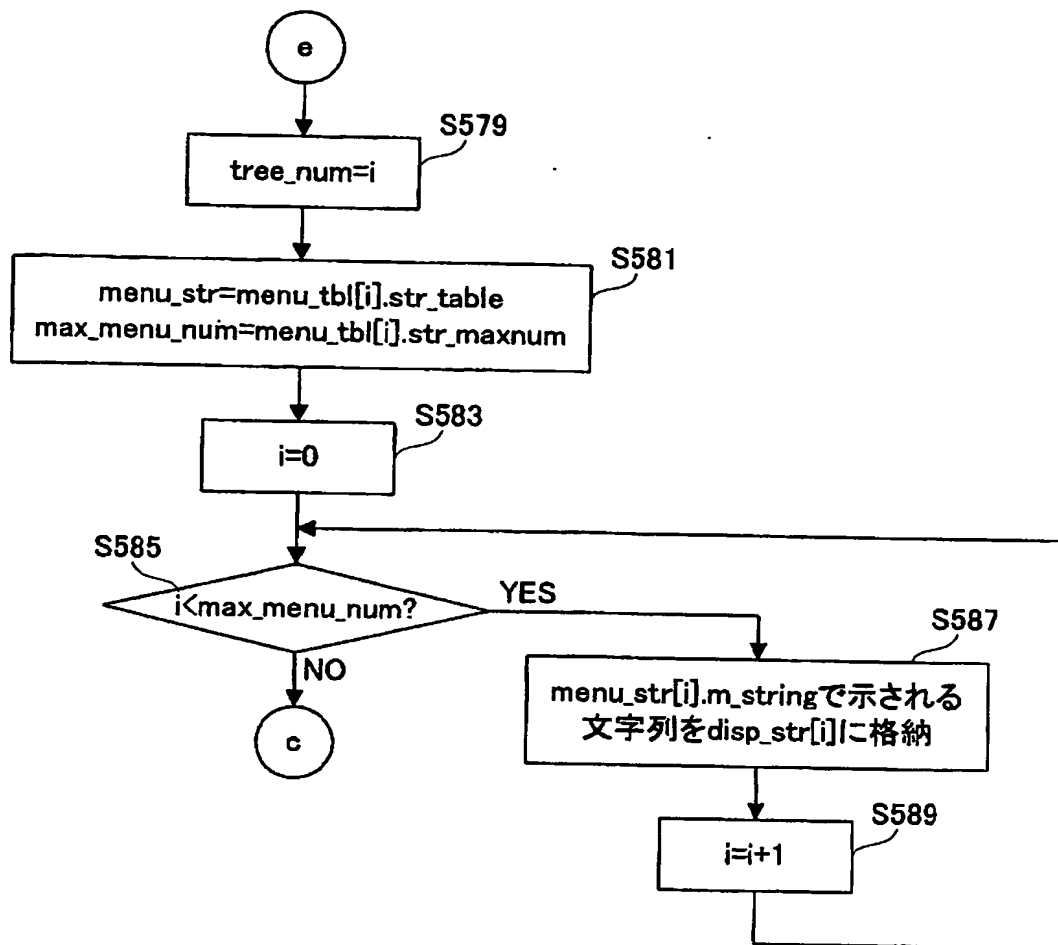 e
S579
tree_num=i
S581
menu_str=menu_tbl[i].str_table
max_menu_num=menu_tbl[i].str_maxnum
S583
i=0
S585
i<max_menu_num?
YES
NO
c
S587
menu_str[i].m_stringで示される
文字列をdisp_str[i]に格納
S589
i=i+1